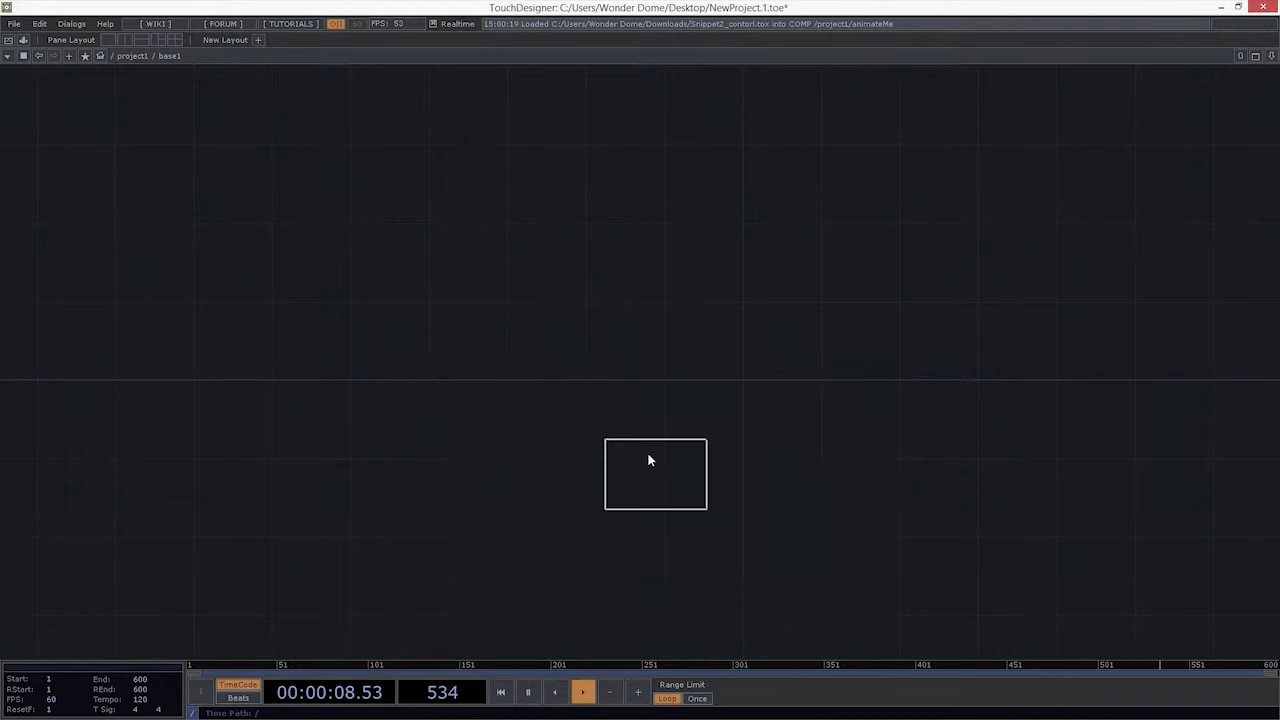 TouchDesigner: C:/Users/Wonder Dome/Desktop/NewProject.1.toe*
File Edit Dialogs Help [ WIKI ] [ FORUM ] [ TUTORIALS ] O|I 60 FPS: 53 Realtime 15:00:19 Loaded C:/Users/Wonder Dome/Downloads/Snippet2_contorl.tox into COMP /project1/animateMe
Pane Layout New Layout +
/ project1 / base1 0
1 51 101 151 201 251 301 351 401 451 501 551 600
Start: 1 End: 600
RStart: 1 REnd: 600
FPS: 60 Tempo: 120
ResetF: 1 T Sig: 4 4
TimeCode
Beats
00:00:08.53 534
Range Limit
Loop Once
/ Time Path: /